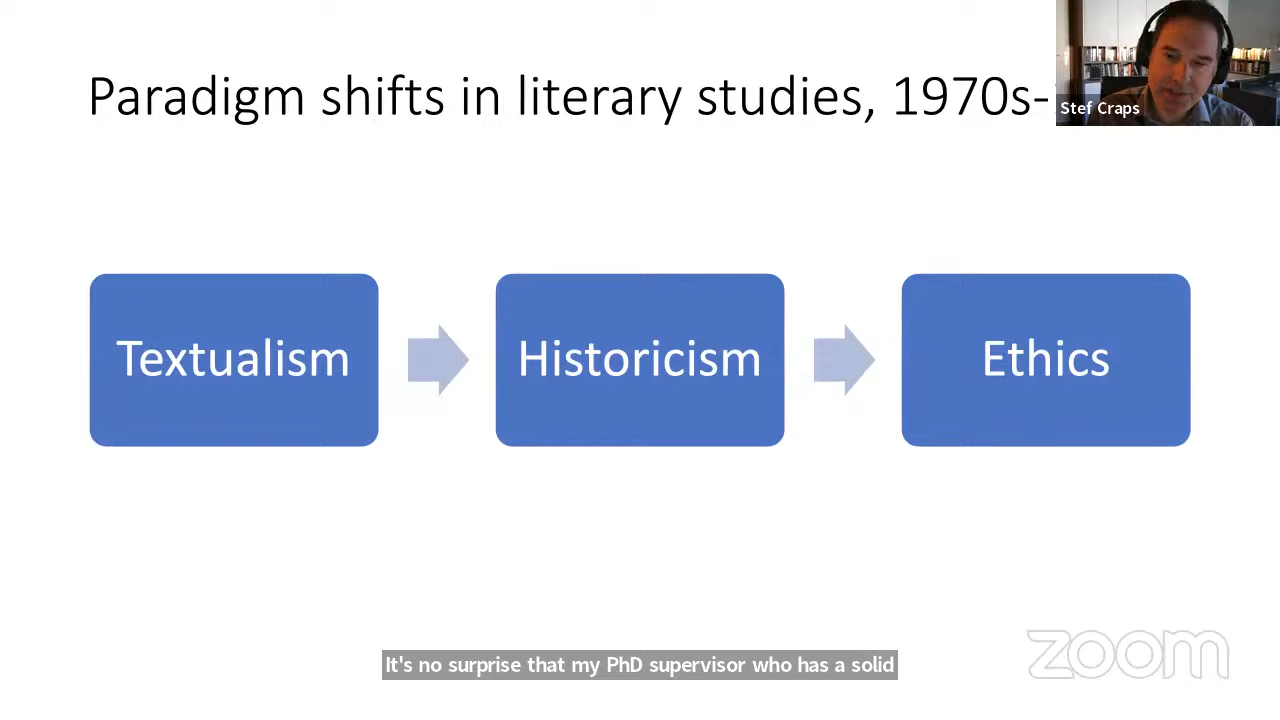 Paradigm shifts in literary studies, 1970s-
Stef Craps
Textualism
Historicism
Ethics
It's no surprise that my PhD supervisor who has a solid
zoom